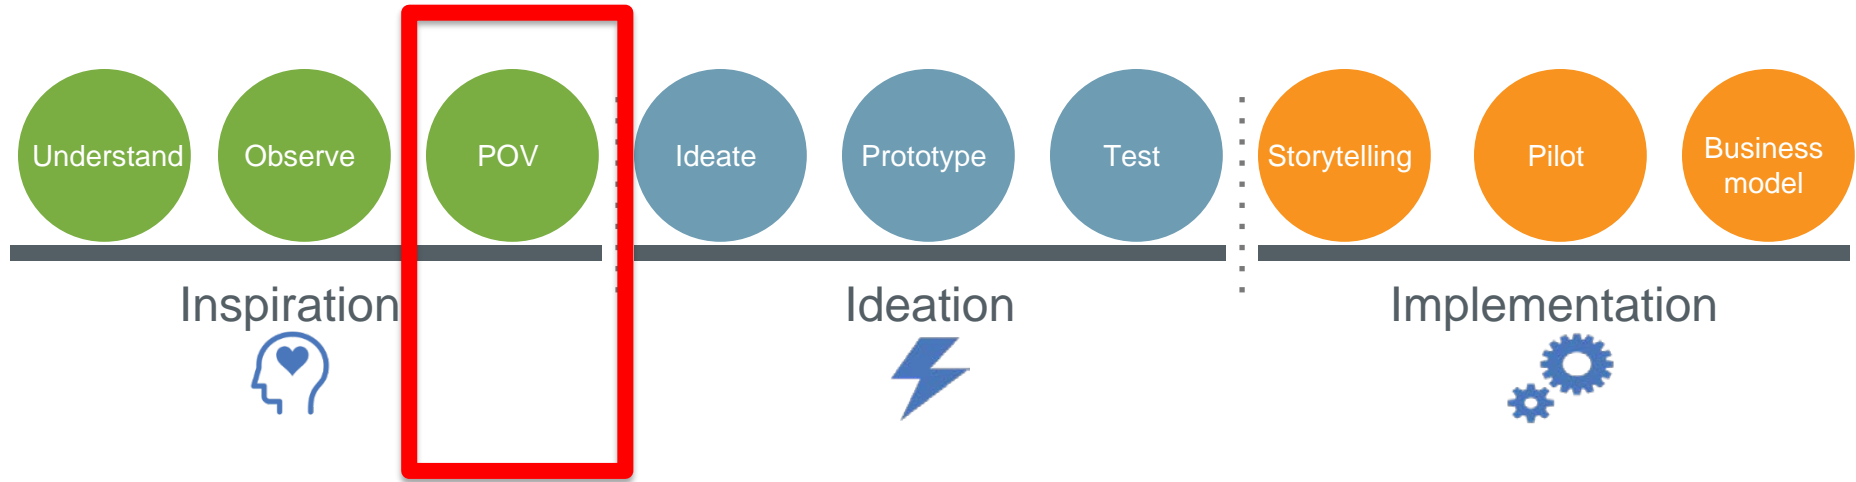 Understand
Observe
POV
Ideate
Prototype
Test
Storytelling
Pilot
Business
model
Inspiration
Ideation
Implementation